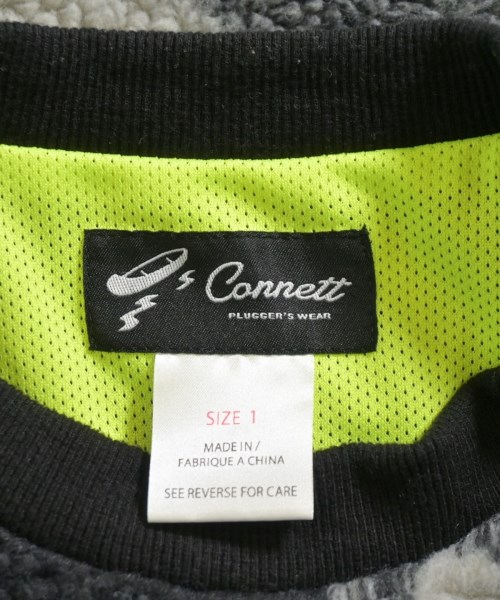 Connett
PLUGGER'S WEAR
SIZE 1
MADE IN/
FABRIQUE A CHINA
SEE REVERSE FOR CARE